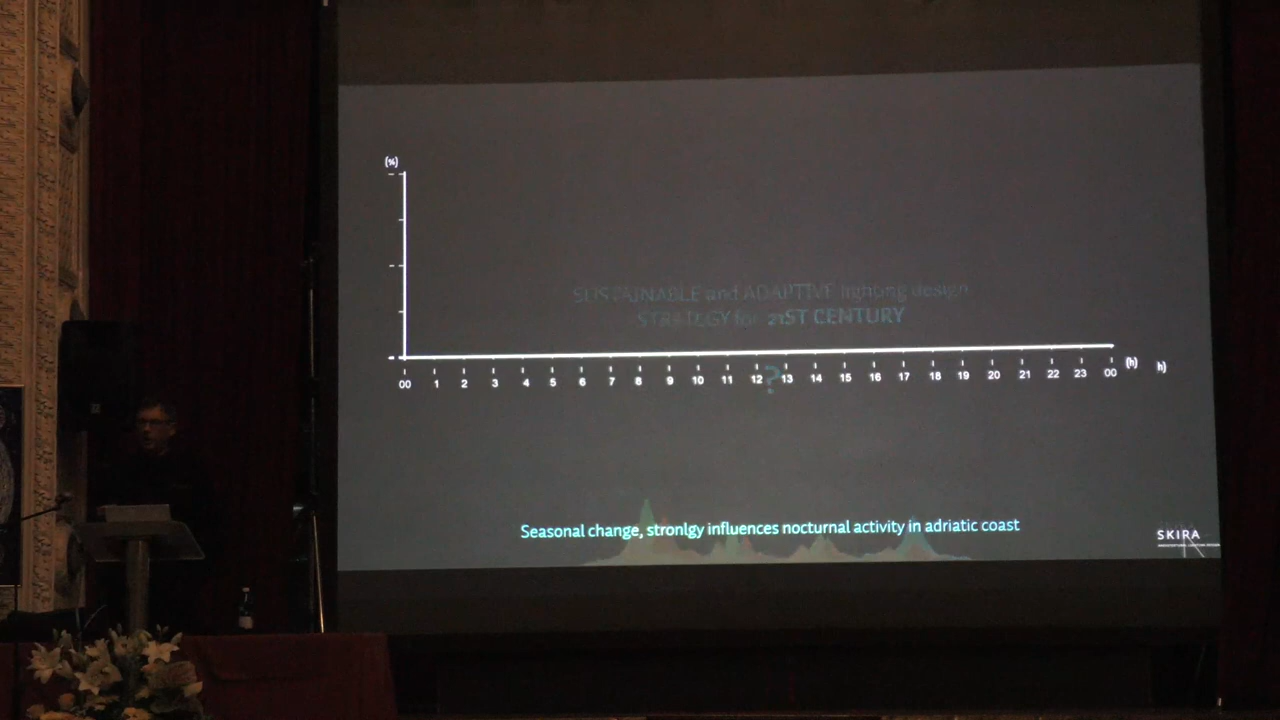 (%)
SUSTAINABLE and ADAPTIVE lighting design
STRATEGY for 21ST CENTURY
00 1 2 3 4 5 6 7 8 9 10 11 12 ? 13 14 15 16 17 18 19 20 21 22 23 00 (h) h)
Seasonal change, stronlgy influences nocturnal activity in adriatic coast
SKIRA